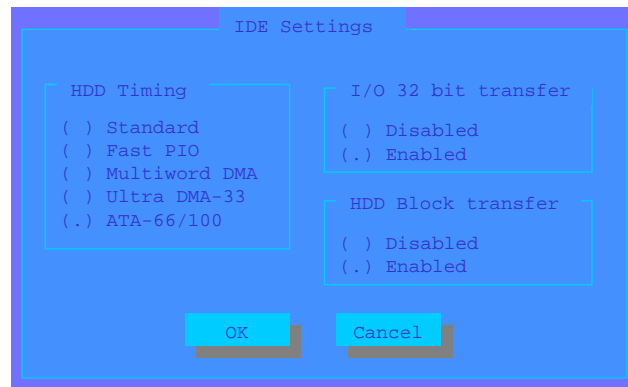 IDE Settings
HDD Timing
( ) Standard
( ) Fast PIO
( ) Multiword DMA
( ) Ultra DMA-33
(.) ATA-66/100
I/O 32 bit transfer
( ) Disabled
(.) Enabled
HDD Block transfer
( ) Disabled
(.) Enabled
OK
Cancel